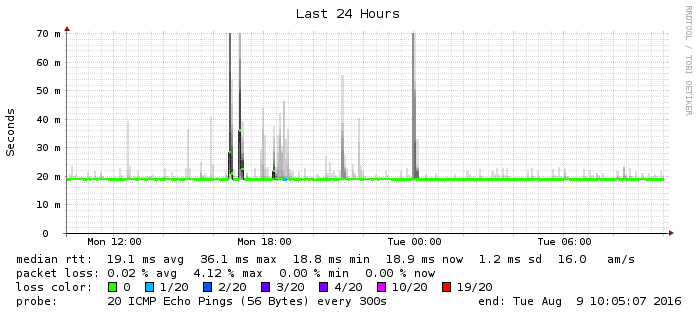 Last 24 Hours
RRDTOOL / TOBI OETIKER
70 m
60 m
50 m
40 m
30 m
20 m
10 m
0
Seconds
Mon 12:00 Mon 18:00 Tue 00:00 Tue 06:00
median rtt: 19.1 ms avg 36.1 ms max 18.8 ms min 18.9 ms now 1.2 ms sd 16.0 am/s
packet loss: 0.02 % avg 4.12 % max 0.00 % min 0.00 % now
loss color: 0 1/20 2/20 3/20 4/20 10/20 19/20
probe: 20 ICMP Echo Pings (56 Bytes) every 300s end: Tue Aug 9 10:05:07 2016